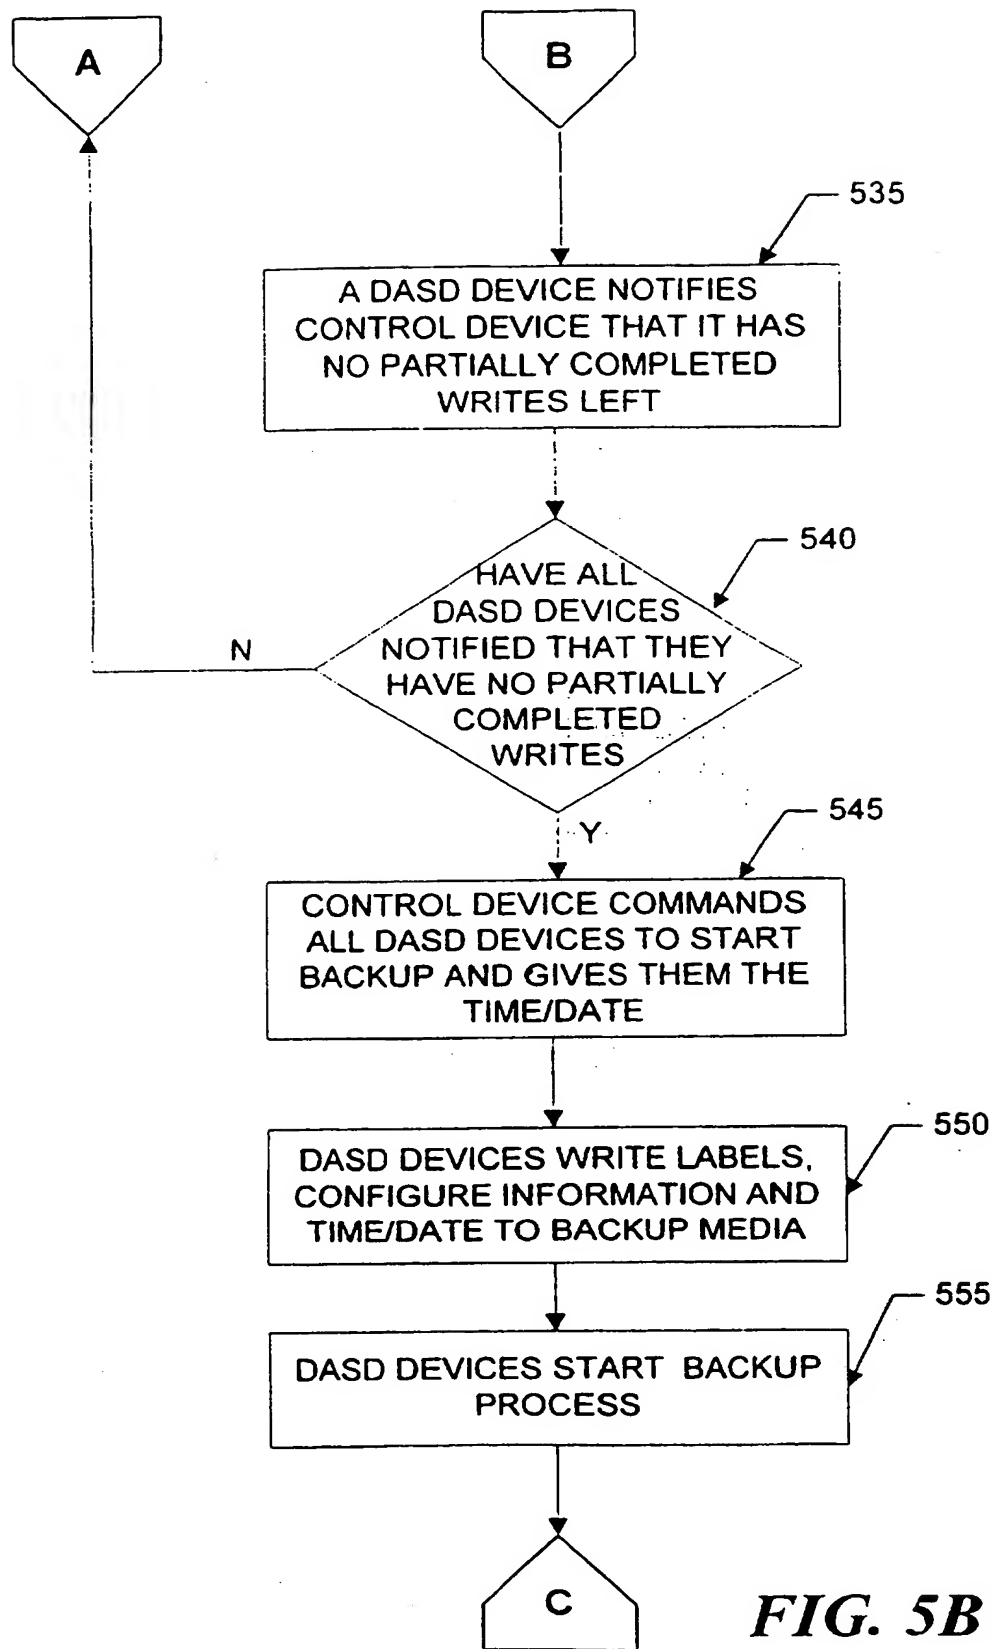 A
B
535
A DASD DEVICE NOTIFIES
CONTROL DEVICE THAT IT HAS
NO PARTIALLY COMPLETED
WRITES LEFT
540
HAVE ALL
DASD DEVICES
NOTIFIED THAT THEY
HAVE NO PARTIALLY
COMPLETED
WRITES
N
Y
545
CONTROL DEVICE COMMANDS
ALL DASD DEVICES TO START
BACKUP AND GIVES THEM THE
TIME/DATE
550
DASD DEVICES WRITE LABELS,
CONFIGURE INFORMATION AND
TIME/DATE TO BACKUP MEDIA
555
DASD DEVICES START BACKUP
PROCESS
C
FIG. 5B